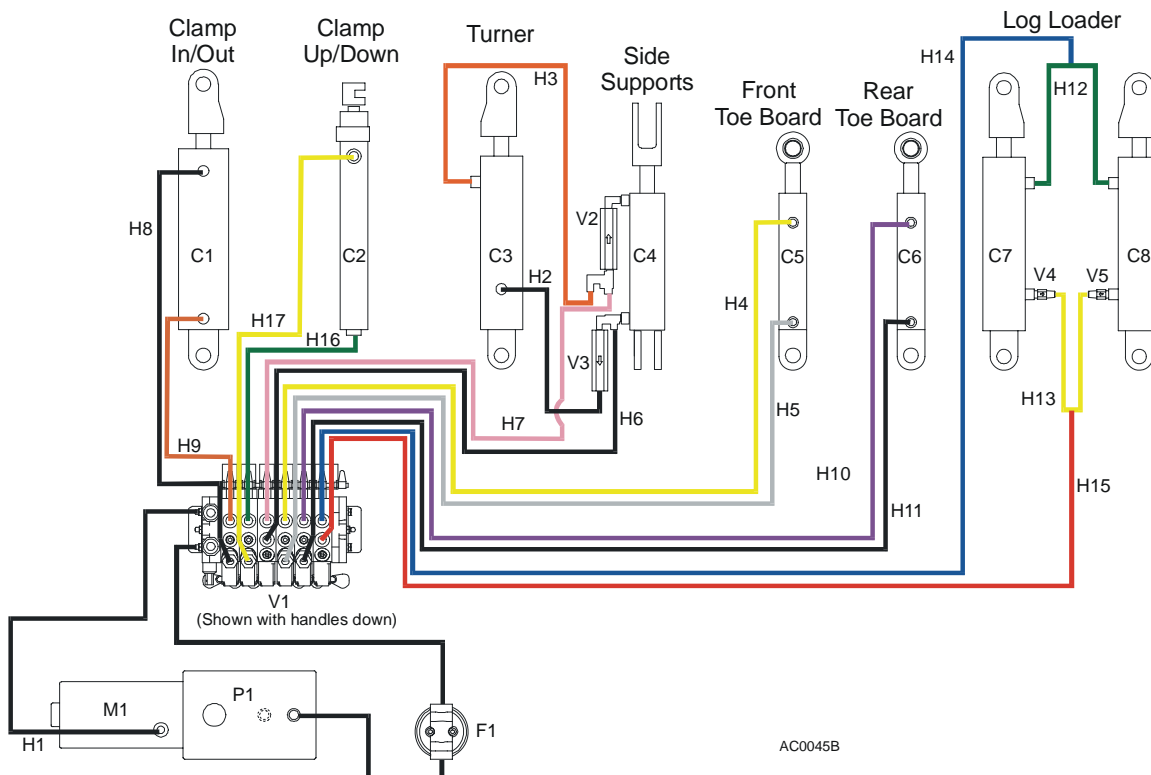 Clamp
In/Out
Clamp
Up/Down
Turner
Side
Supports
Front
Toe Board
Rear
Toe Board
Log Loader
H14
H3
H12
H8
V2
C1
C2
C3
H2
C4
C5
C6
C7
V4
V5
C8
H4
H17
H16
V3
H13
H5
H6
H7
H9
H10
H15
H11
V1
(Shown with handles down)
M1
P1
F1
H1
AC0045B